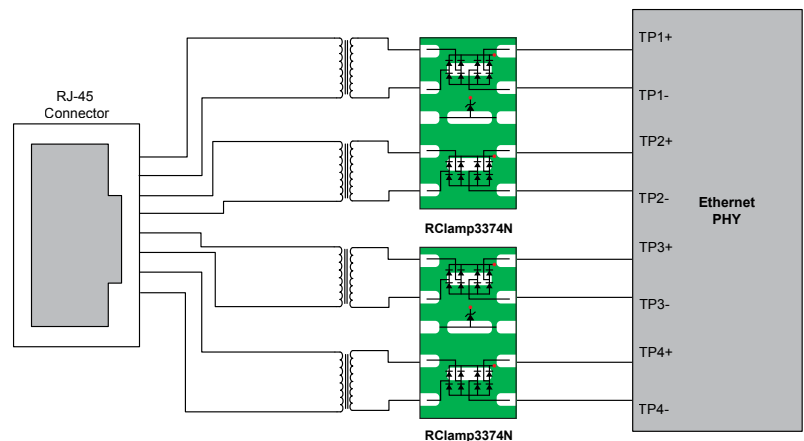 RJ-45
Connector
RClamp3374N
RClamp3374N
TP1+
TP1-
TP2+
TP2-
Ethernet
PHY
TP3+
TP3-
TP4+
TP4-